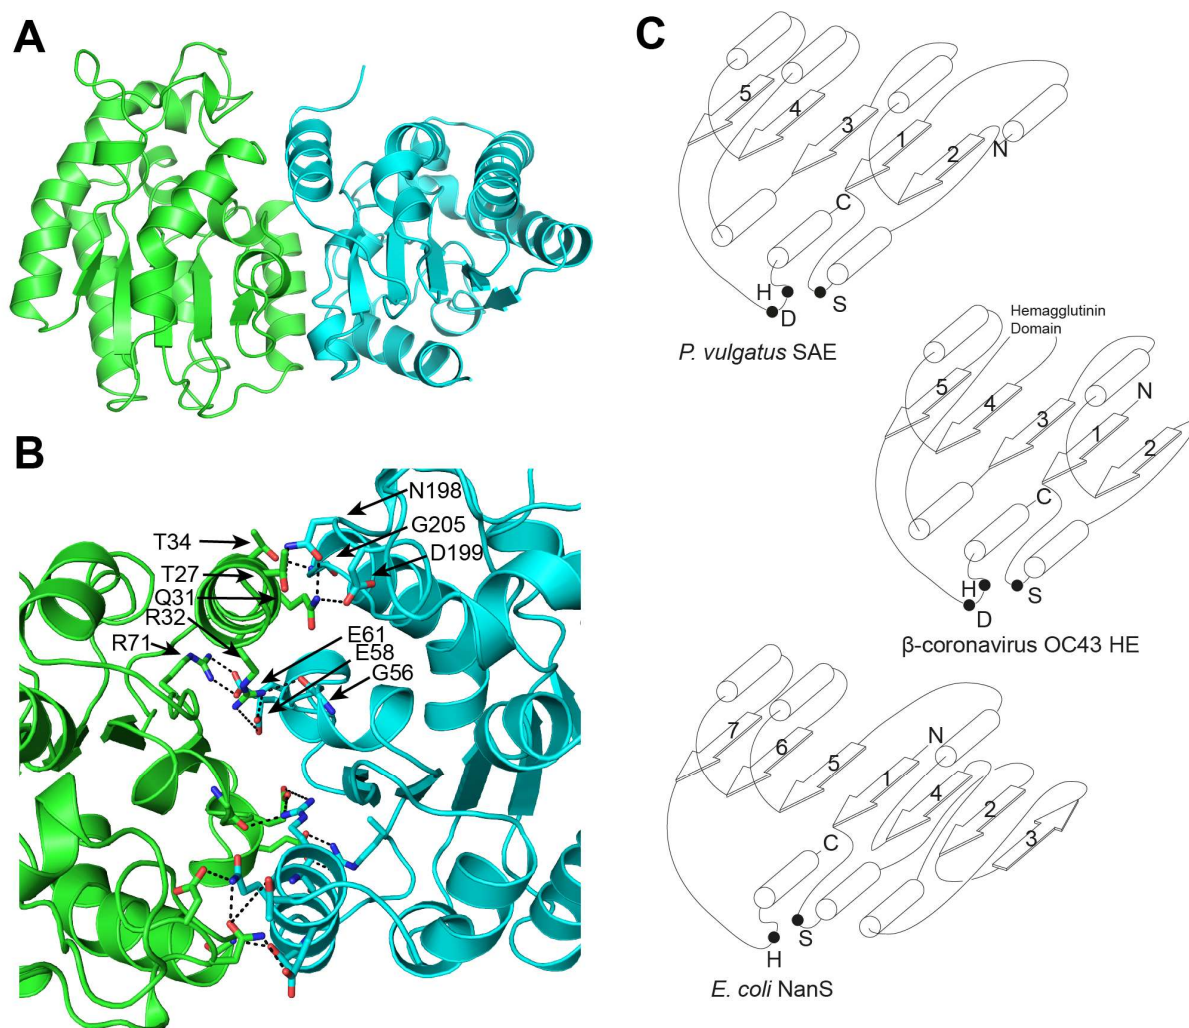 A
B
N198
G205
D199
T34
T27
Q31
R32
R71
E61
E58
G56
C
5
4
3
1
2
N
C
H
D
S
P. vulgatus SAE
Hemagglutinin
Domain
5
4
3
1
N
2
C
H
D
S
β-coronavirus OC43 HE
7
6
5
1
N
4
2
3
C
S
H
E. coli NanS